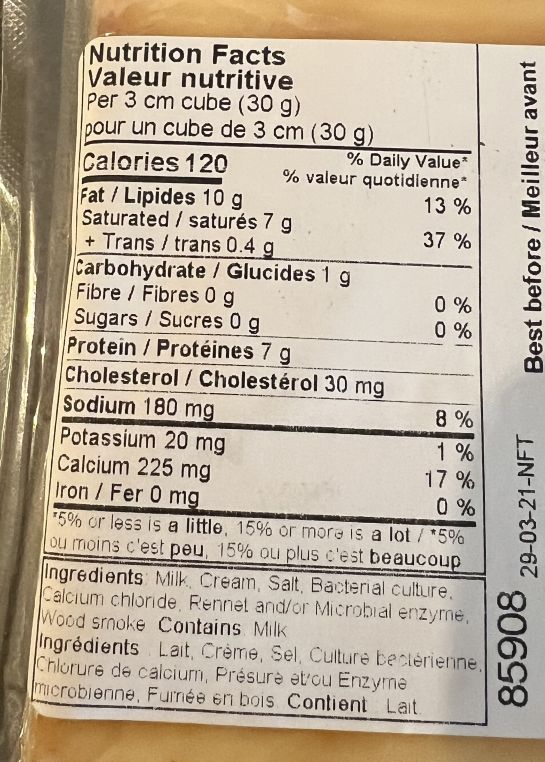 Nutrition Facts
Valeur nutritive
Per 3 cm cube (30 g)
pour un cube de 3 cm (30 g)
Calories 120
% Daily Value*
% valeur quotidienne*
Fat / Lipides 10 g 13 %
Saturated / saturés 7 g
+ Trans / trans 0.4 g 37 %
Carbohydrate / Glucides 1 g
Fibre / Fibres 0 g 0 %
Sugars / Sucres 0 g 0 %
Protein / Protéines 7 g
Cholesterol / Cholestérol 30 mg
Sodium 180 mg 8 %
Potassium 20 mg 1 %
Calcium 225 mg 17 %
Iron / Fer 0 mg 0 %
*5% or less is a little, 15% or more is a lot / *5%
ou moins c'est peu, 15% ou plus c'est beaucoup
Ingredients: Milk, Cream, Salt, Bacterial culture,
Calcium chloride, Rennet and/or Microbial enzyme,
Wood smoke Contains: Milk
Ingrédients : Lait, Crème, Sel, Culture bactérienne,
Chlorure de calcium, Présure et/ou Enzyme
microbienne, Fumée en bois Contient : Lait
Best before / Meilleur avant
29-03-21-NFT
85908